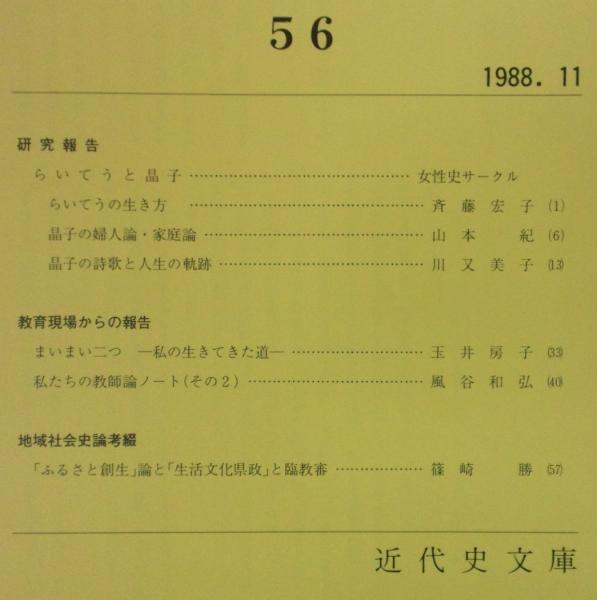 56
1988. 11
研究報告
らいてうと晶子 ……………………………………… 女性史サークル
らいてうの生き方 ……………………………………… 斉藤宏子 (1)
晶子の婦人論・家庭論 ……………………………………… 山本 紀 (6)
晶子の詩歌と人生の軌跡 ……………………………………… 川又美子 (13)
教育現場からの報告
まいまい二つ ―私の生きてきた道― ……………………… 玉井房子 (33)
私たちの教師論ノート(その2) ……………………………… 風谷和弘 (40)
地域社会史論考綴
「ふるさと創生」論と「生活文化県政」と臨教審 ……………… 篠崎 勝 (57)
近代史文庫